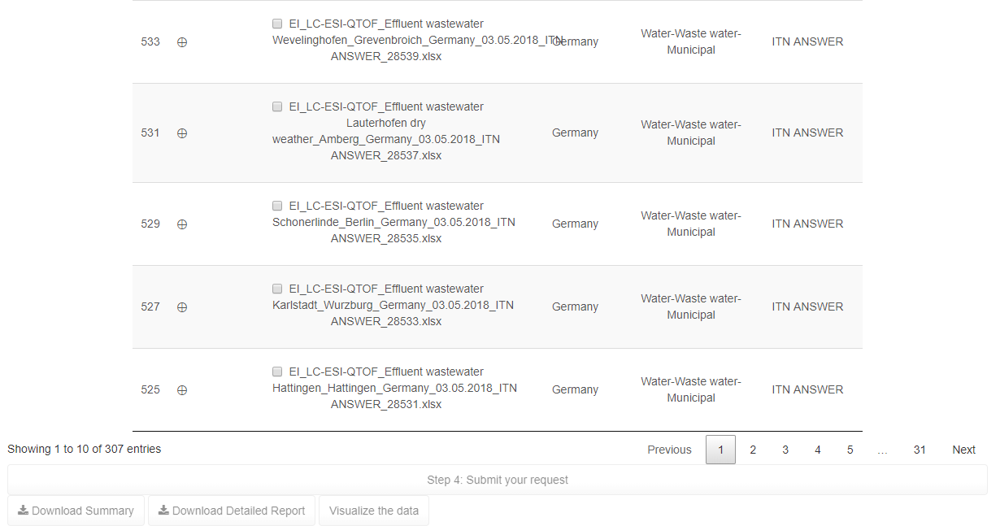 EI_LC-ESI-QTOF_Effluent wastewater
533 Wevelinghofen_Grevenbroich_Germany_03.05.2018_ITN Germany Water-Waste water-Municipal ITN ANSWER
ANSWER_28539.xlsx
EI_LC-ESI-QTOF_Effluent wastewater
Lauterhofen dry
531 weather_Amberg_Germany_03.05.2018_ITN Germany Water-Waste water-Municipal ITN ANSWER
ANSWER_28537.xlsx
EI_LC-ESI-QTOF_Effluent wastewater
529 Schonerlinde_Berlin_Germany_03.05.2018_ITN Germany Water-Waste water-Municipal ITN ANSWER
ANSWER_28535.xlsx
EI_LC-ESI-QTOF_Effluent wastewater
527 Karlstadt_Wurzburg_Germany_03.05.2018_ITN Germany Water-Waste water-Municipal ITN ANSWER
ANSWER_28533.xlsx
EI_LC-ESI-QTOF_Effluent wastewater
525 Hattingen_Hattingen_Germany_03.05.2018_ITN Germany Water-Waste water-Municipal ITN ANSWER
ANSWER_28531.xlsx
Showing 1 to 10 of 307 entries Previous 1 2 3 4 5 … 31 Next
Step 4: Submit your request
Download Summary Download Detailed Report Visualize the data